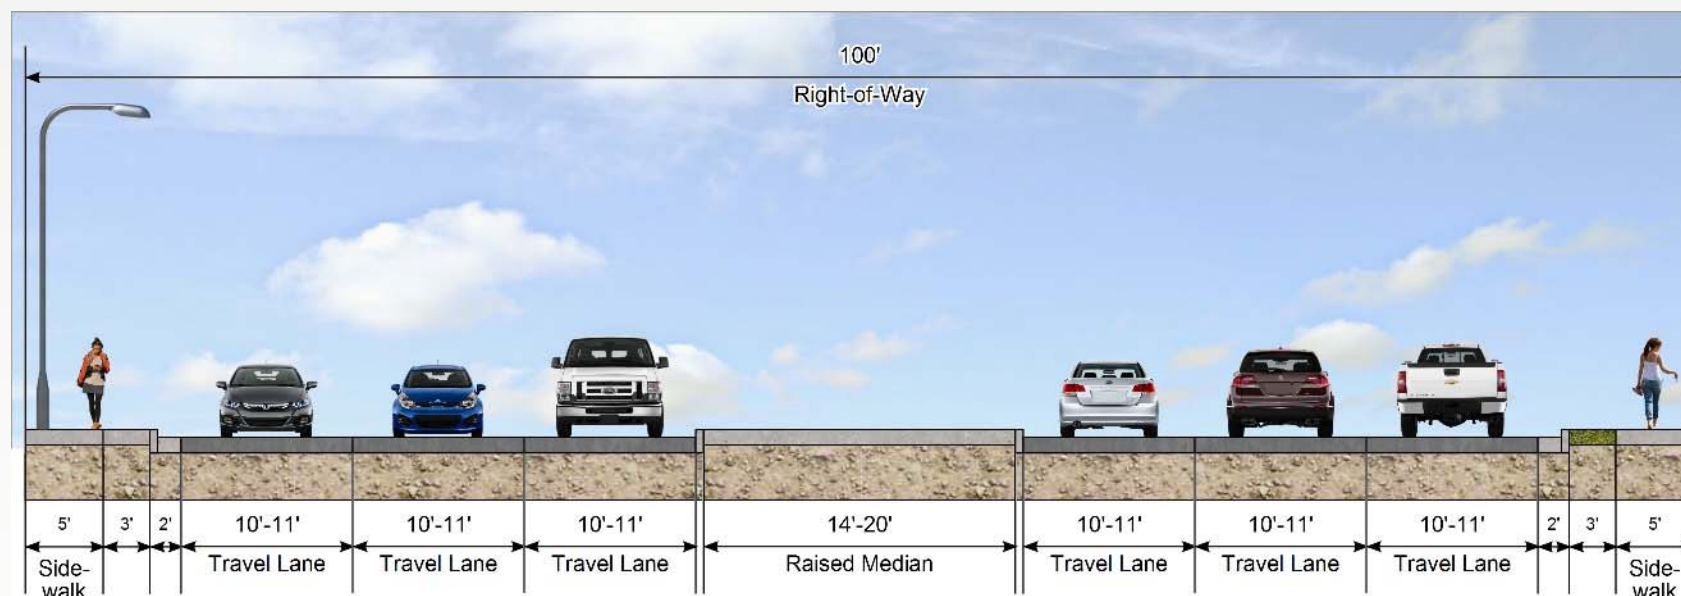 100'
Right-of-Way
5' 3' 2' 10'-11' 10'-11' 10'-11' 14'-20' 10'-11' 10'-11' 10'-11' 2' 3' 5'
Side- Travel Lane Travel Lane Travel Lane Raised Median Travel Lane Travel Lane Travel Lane Side-
walk walk